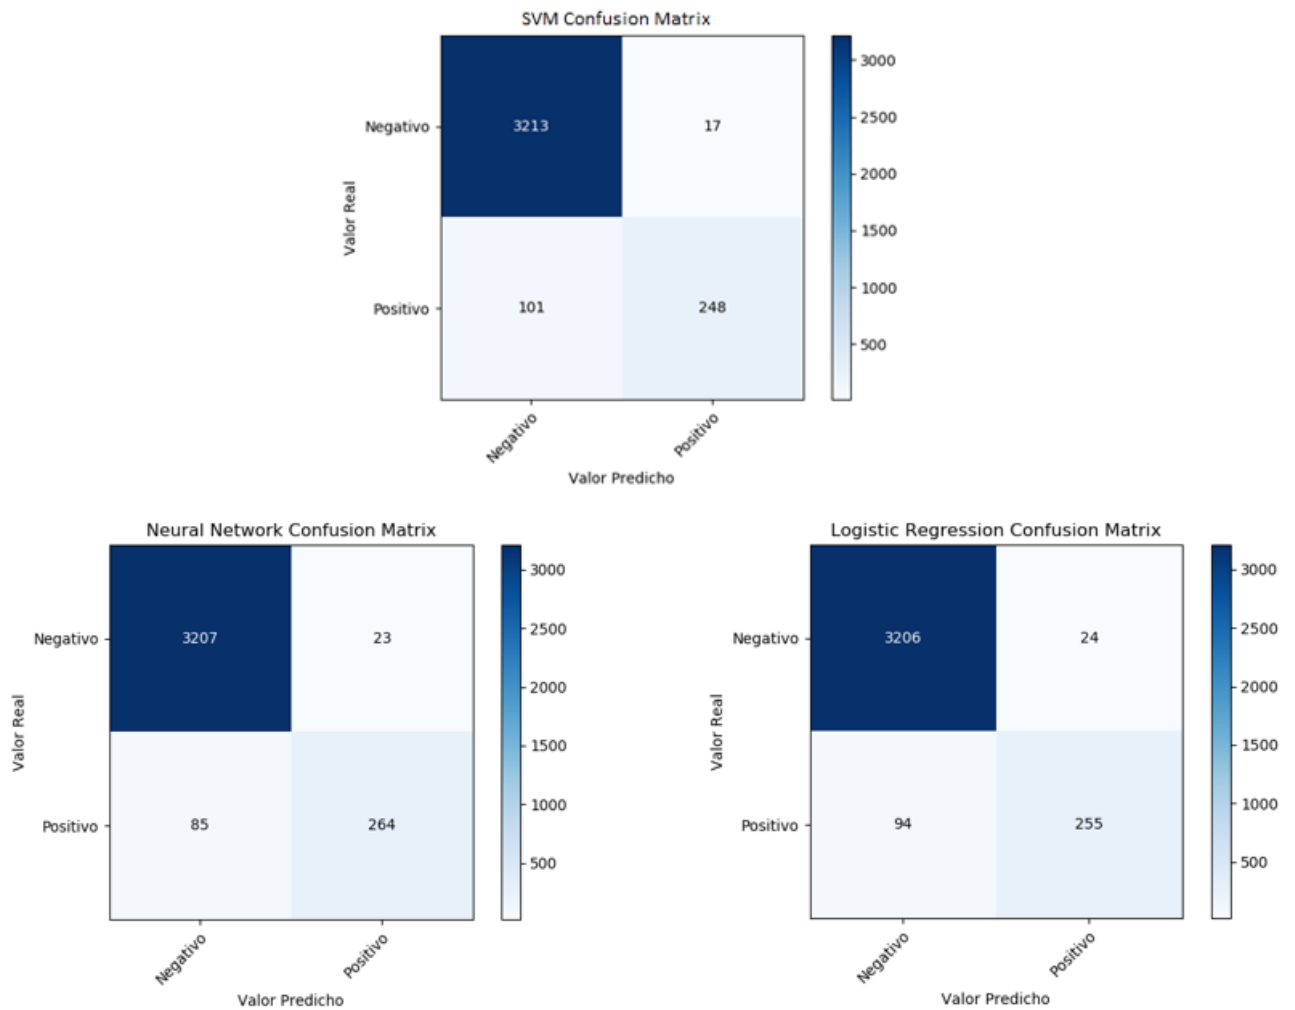 SVM Confusion Matrix
3000
2500
2000
1500
1000
500
Negativo
3213
17
Valor Real
Positivo
101
248
Negativo
Positivo
Valor Predicho
Neural Network Confusion Matrix
3000
2500
2000
1500
1000
500
Negativo
3207
23
Valor Real
Positivo
85
264
Negativo
Positivo
Valor Predicho
Logistic Regression Confusion Matrix
3000
2500
2000
1500
1000
500
Negativo
3206
24
Valor Real
Positivo
94
255
Negativo
Positivo
Valor Predicho